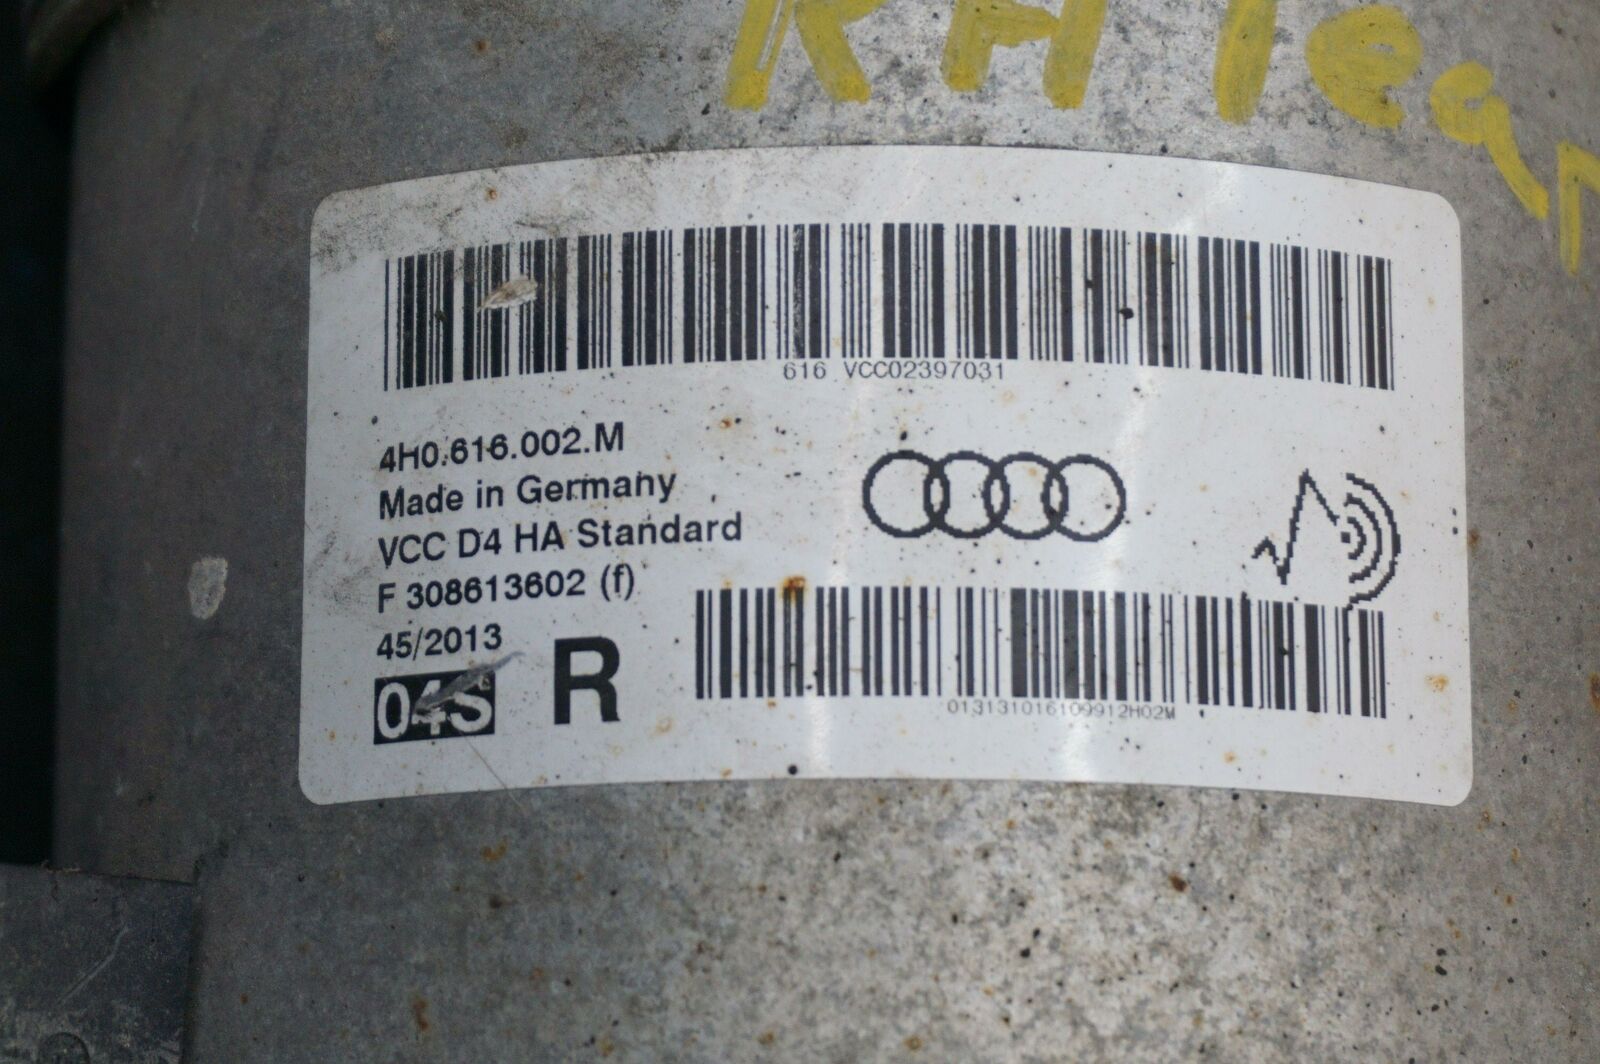 RH rear
616 VCC02397031
4H0.616.002.M
Made in Germany
VCC D4 HA Standard
F 308613602 (f)
45/2013
04S R
013131016109912H02M